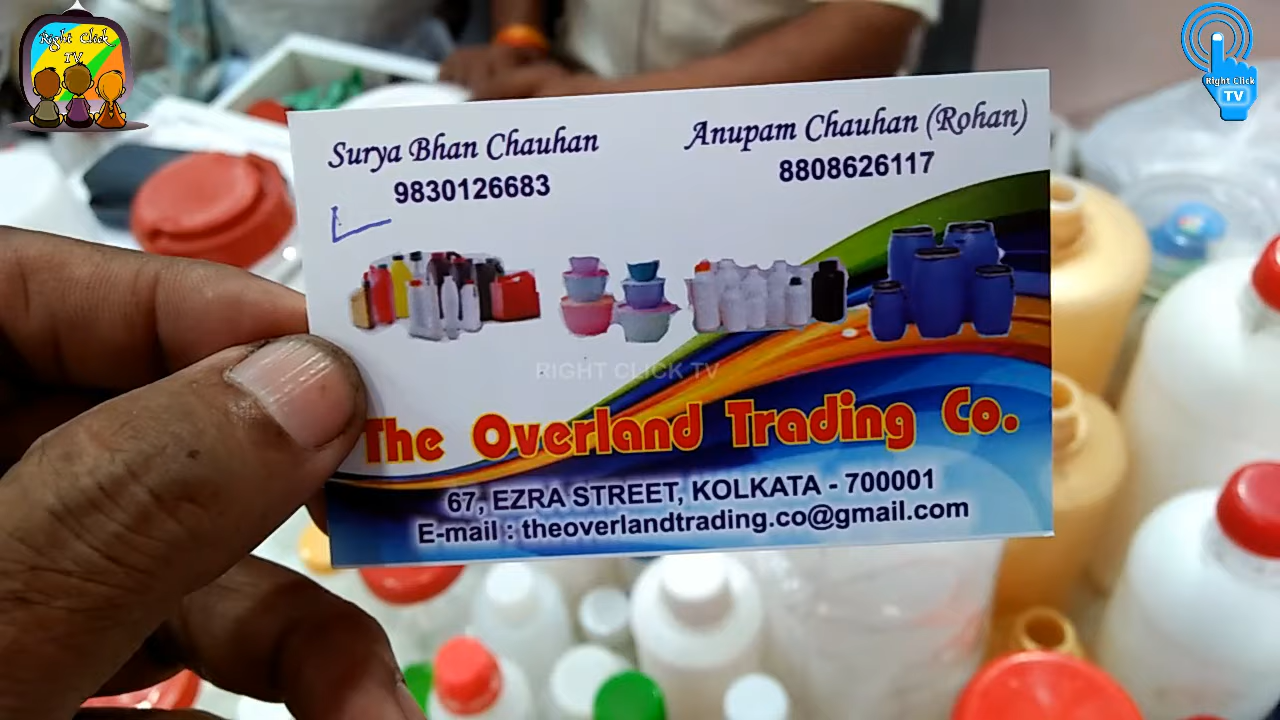 Right Click
TV
Right Click
TV
Surya Bhan Chauhan
9830126683
Anupam Chauhan (Rohan)
8808626117
RIGHT CLICK TV
The Overland Trading Co.
67, EZRA STREET, KOLKATA - 700001
E-mail : theoverlandtrading.co@gmail.com